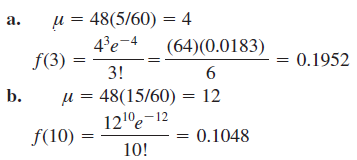 a. μ = 48(5/60) = 4
f(3) = 4³e⁻⁴ / 3! = (64)(0.0183) / 6 = 0.1952
b. μ = 48(15/60) = 12
f(10) = 12¹⁰e⁻¹² / 10! = 0.1048